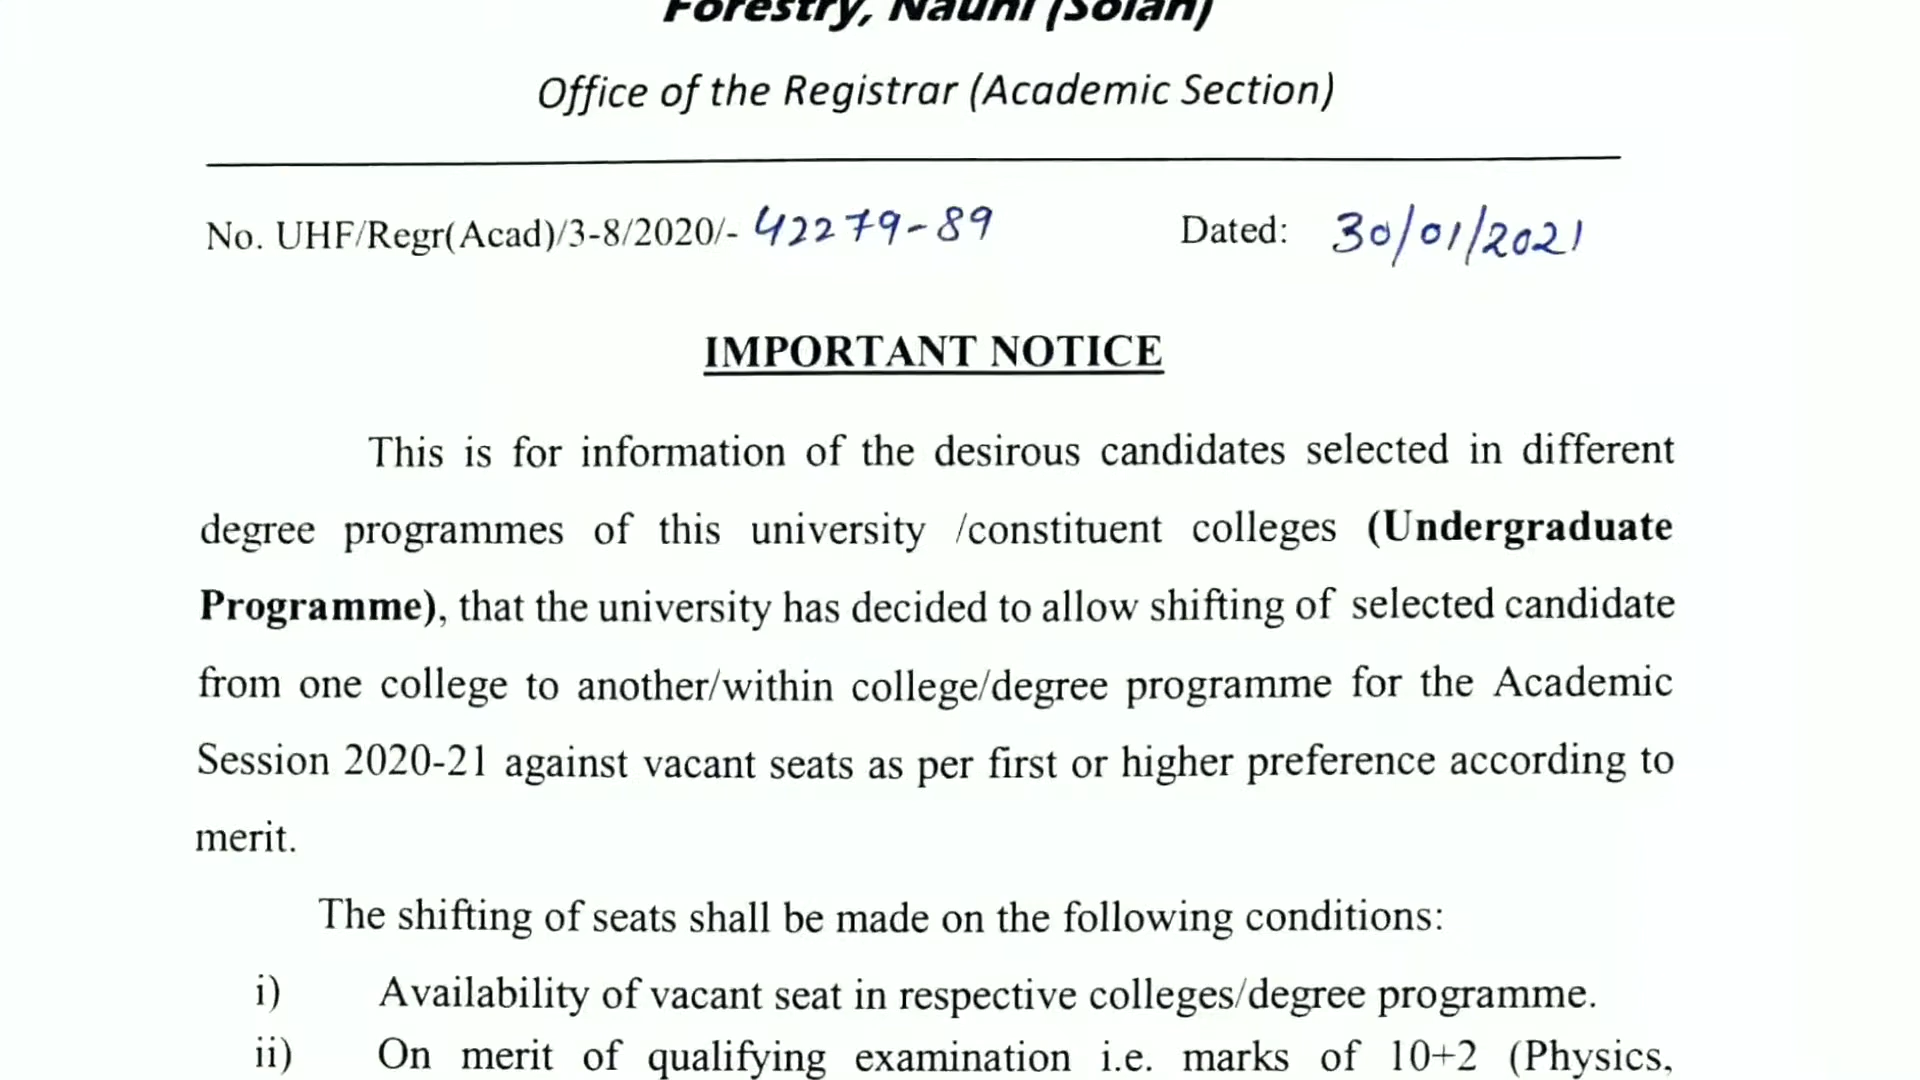 Forestry, Nauni (Solan)
Office of the Registrar (Academic Section)
No. UHF/Regr(Acad)/3-8/2020/- 42279-89 Dated: 30/01/2021
IMPORTANT NOTICE
This is for information of the desirous candidates selected in different
degree programmes of this university /constituent colleges (Undergraduate
Programme), that the university has decided to allow shifting of selected candidate
from one college to another/within college/degree programme for the Academic
Session 2020-21 against vacant seats as per first or higher preference according to
merit.
The shifting of seats shall be made on the following conditions:
i) Availability of vacant seat in respective colleges/degree programme.
ii) On merit of qualifying examination i.e. marks of 10+2 (Physics,